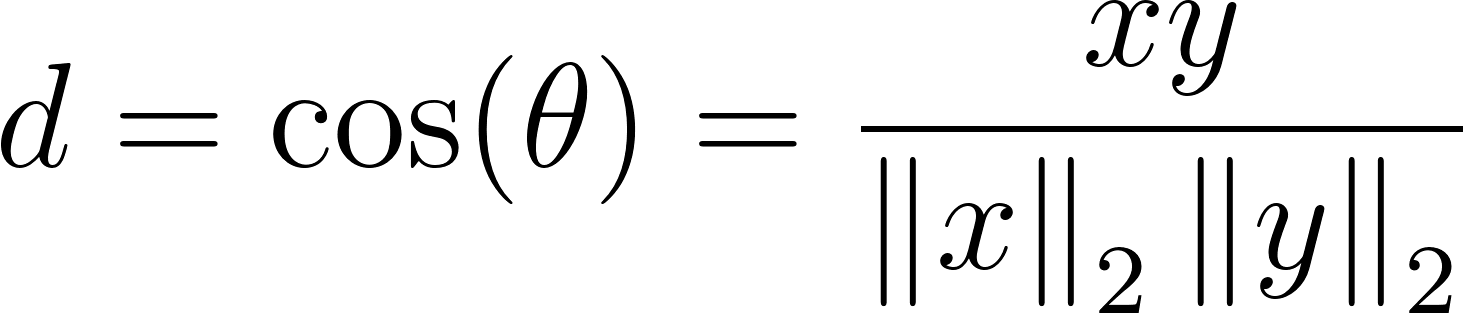 d = cos(θ) = xy / ‖x‖₂ ‖y‖₂